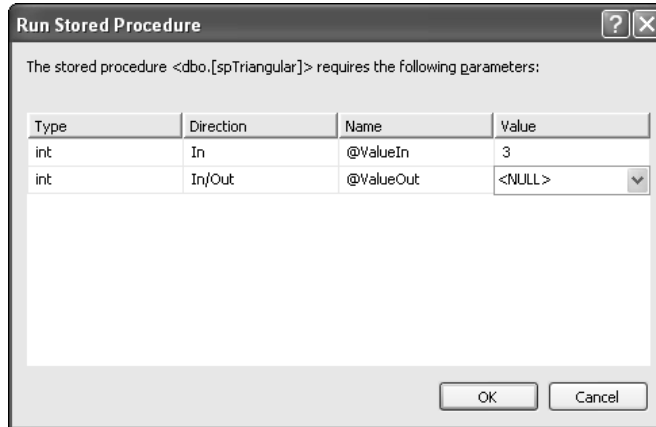 Run Stored Procedure
The stored procedure <dbo.[spTriangular]> requires the following parameters:
Type Direction Name Value
int In @ValueIn 3
int In/Out @ValueOut <NULL>
OK Cancel